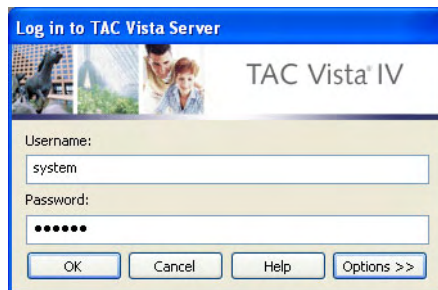 Log in to TAC Vista Server
TAC Vista® IV
Username:
system
Password:
●●●●●●
OK Cancel Help Options >>